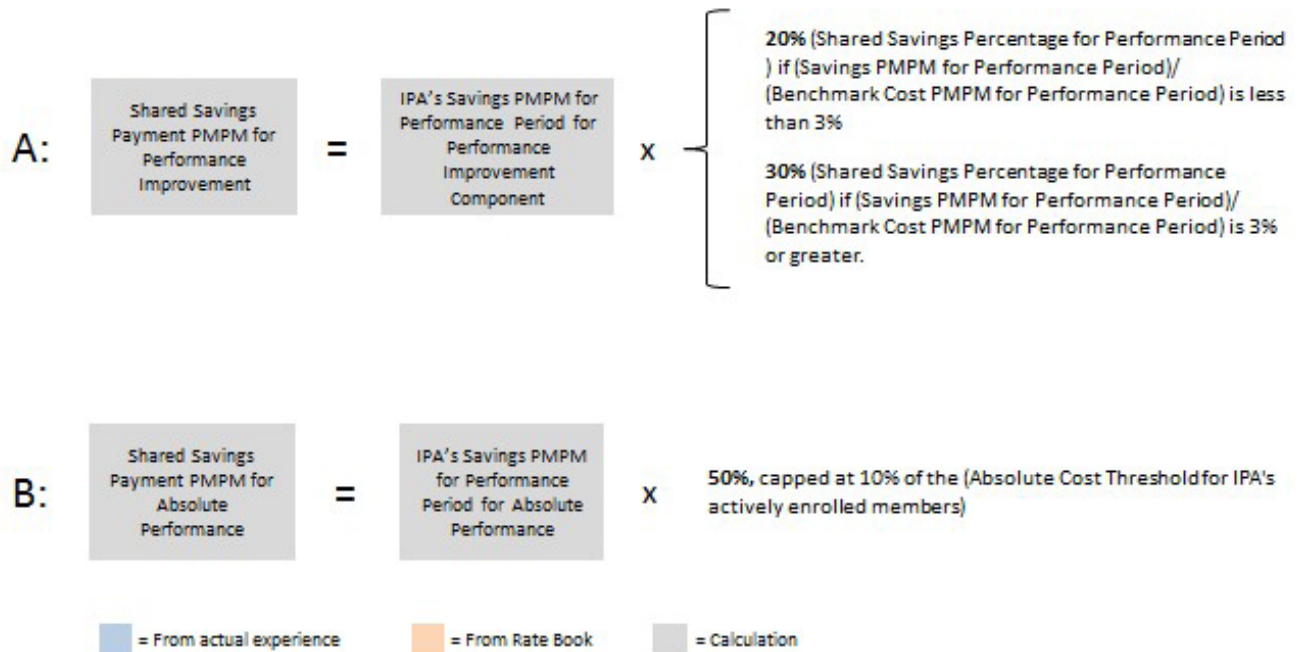 20% (Shared Savings Percentage for Performance Period
) if (Savings PMPM for Performance Period)/
(Benchmark Cost PMPM for Performance Period) is less
than 3%
A:
Shared Savings
Payment PMPM for
Performance
Improvement
=
IPA's Savings PMPM for
Performance Period for
Performance
Improvement
Component
x
30% (Shared Savings Percentage for Performance
Period) if (Savings PMPM for Performance Period)/
(Benchmark Cost PMPM for Performance Period) is 3%
or greater.
B:
Shared Savings
Payment PMPM for
Absolute
Performance
=
IPA's Savings PMPM
for Performance
Period for Absolute
Performance
x
50%, capped at 10% of the (Absolute Cost Threshold for IPA's
actively enrolled members)
= From actual experience
= From Rate Book
= Calculation